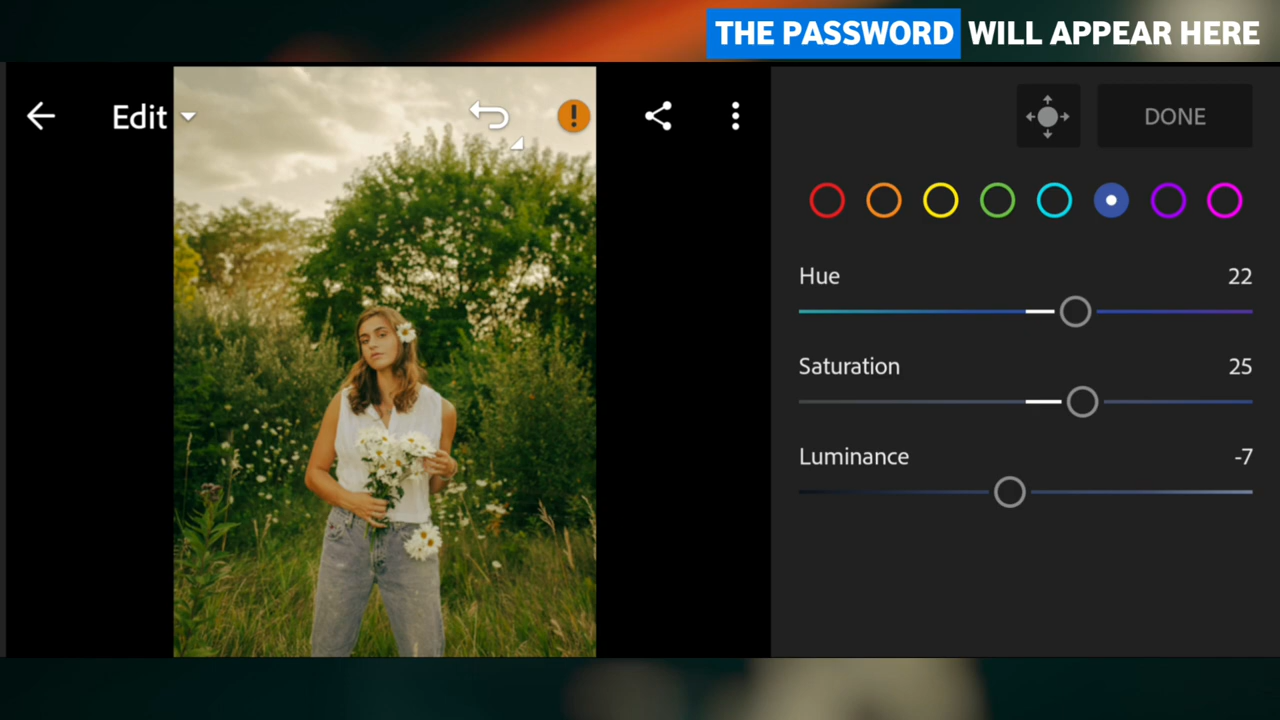 THE PASSWORD WILL APPEAR HERE
Edit
DONE
Hue 22
Saturation 25
Luminance -7